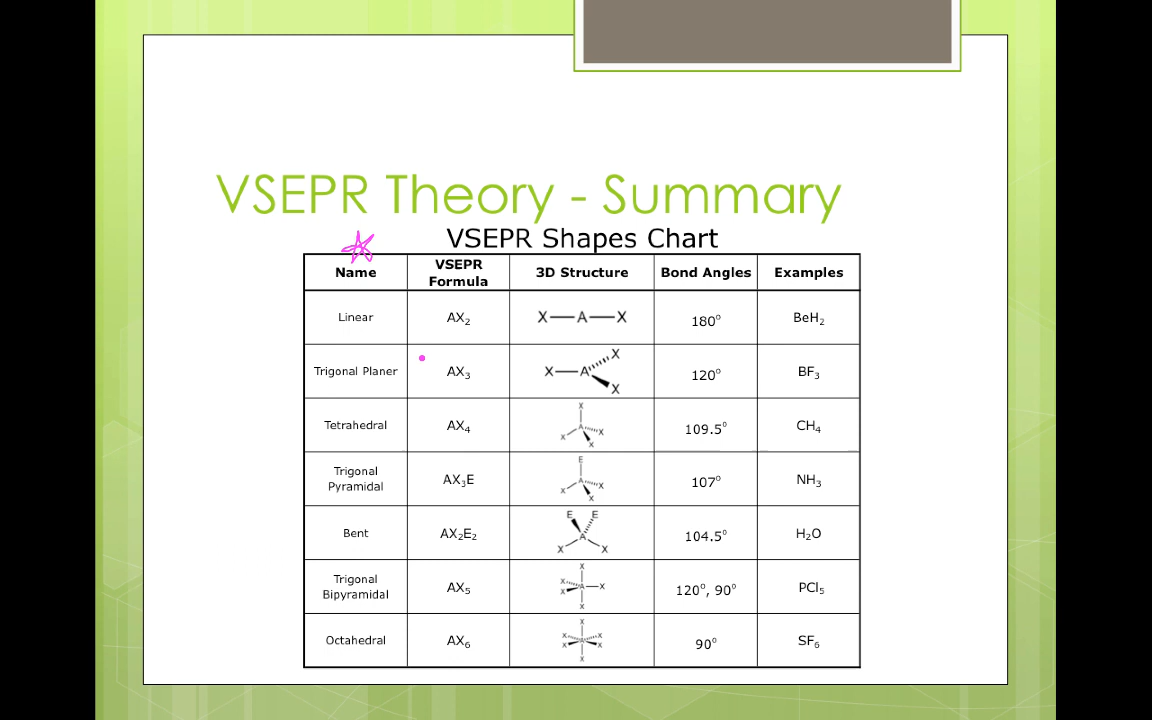 VSEPR Theory - Summary
VSEPR Shapes Chart
Name VSEPR Formula 3D Structure Bond Angles Examples
Linear AX₂ X—A—X 180° BeH₂
Trigonal Planer AX₃ X—A X X 120° BF₃
Tetrahedral AX₄ X A X X X 109.5° CH₄
Trigonal Pyramidal AX₃E E A X X X 107° NH₃
Bent AX₂E₂ E E A X X 104.5° H₂O
Trigonal Bipyramidal AX₅ X X X A—X X 120°, 90° PCl₅
Octahedral AX₆ X X X A X X X 90° SF₆